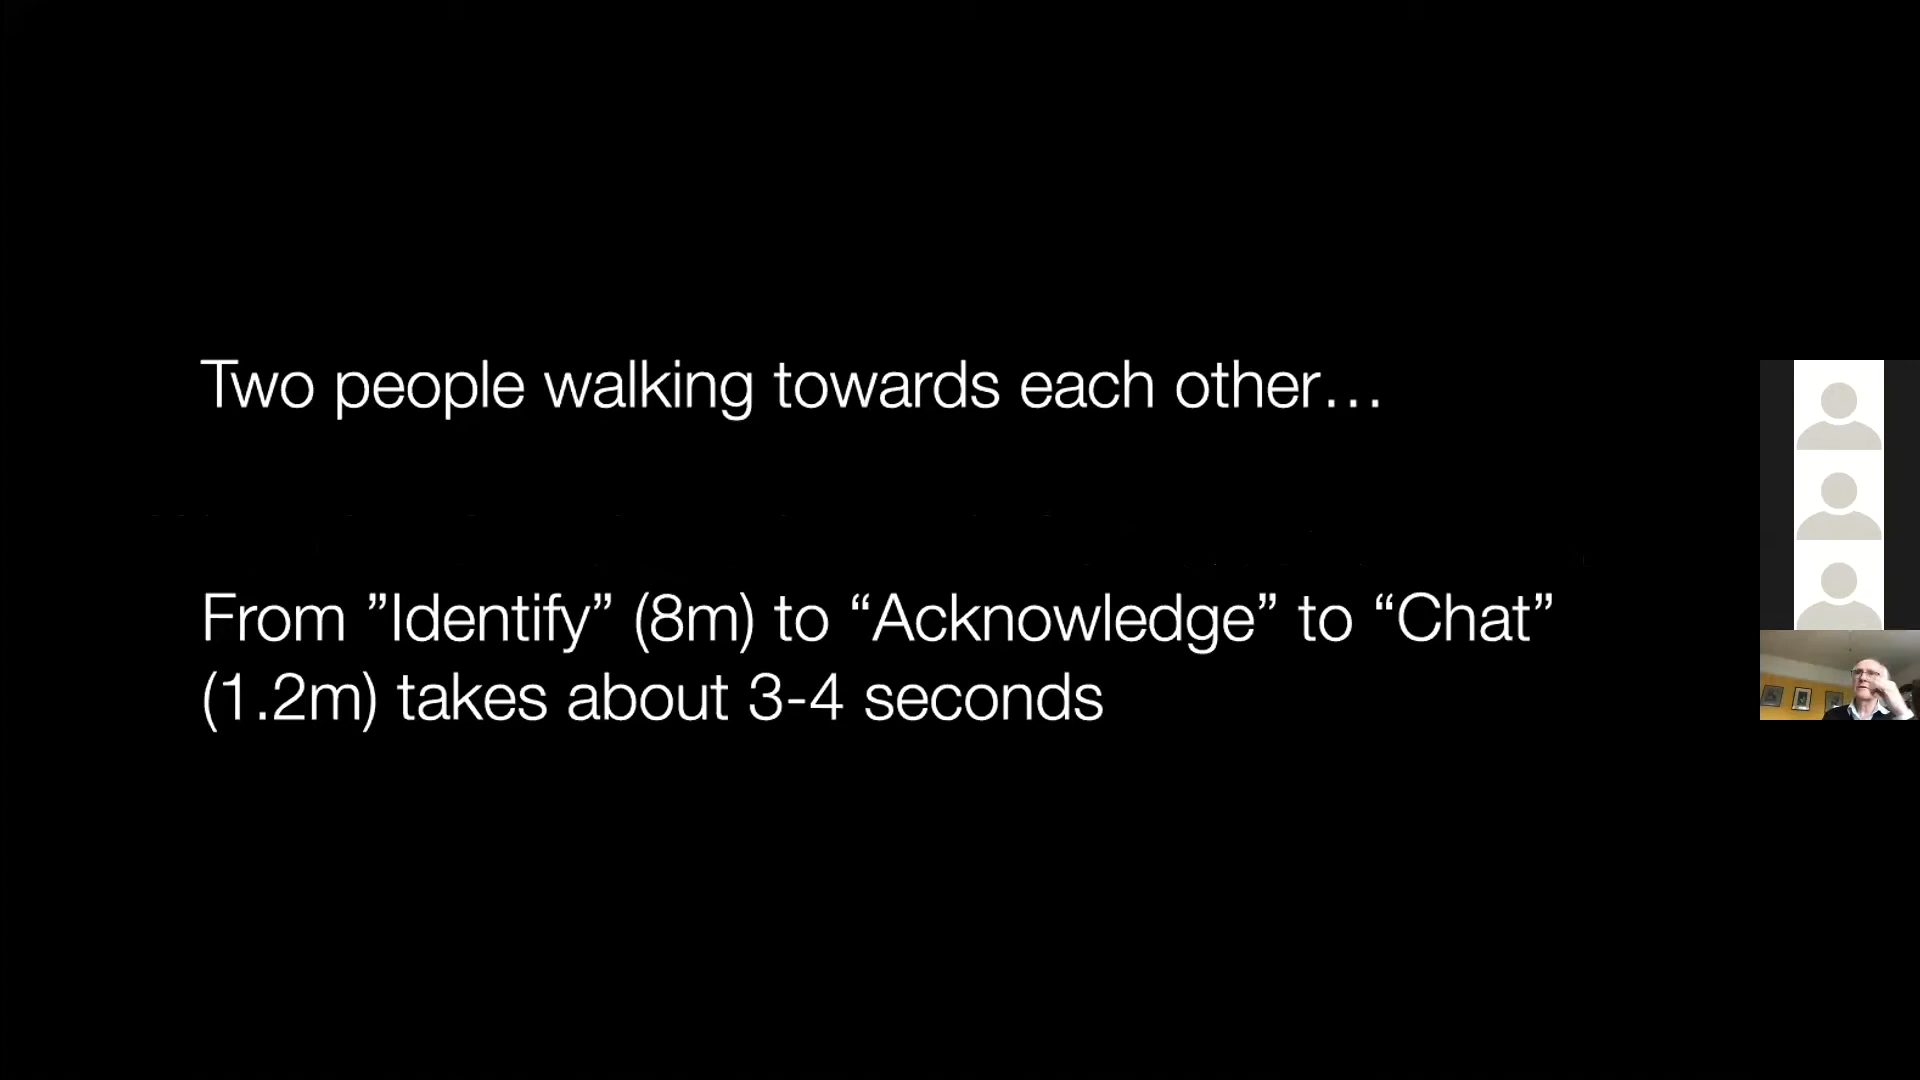 Two people walking towards each other…
From ”Identify” (8m) to “Acknowledge” to “Chat”
(1.2m) takes about 3-4 seconds